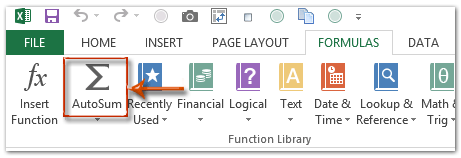 FILE HOME INSERT PAGE LAYOUT FORMULAS DATA
fx Σ ? A θ
Insert Function AutoSum Recently Used Financial Logical Text Date & Time Lookup & Reference Math & Trig
Function Library